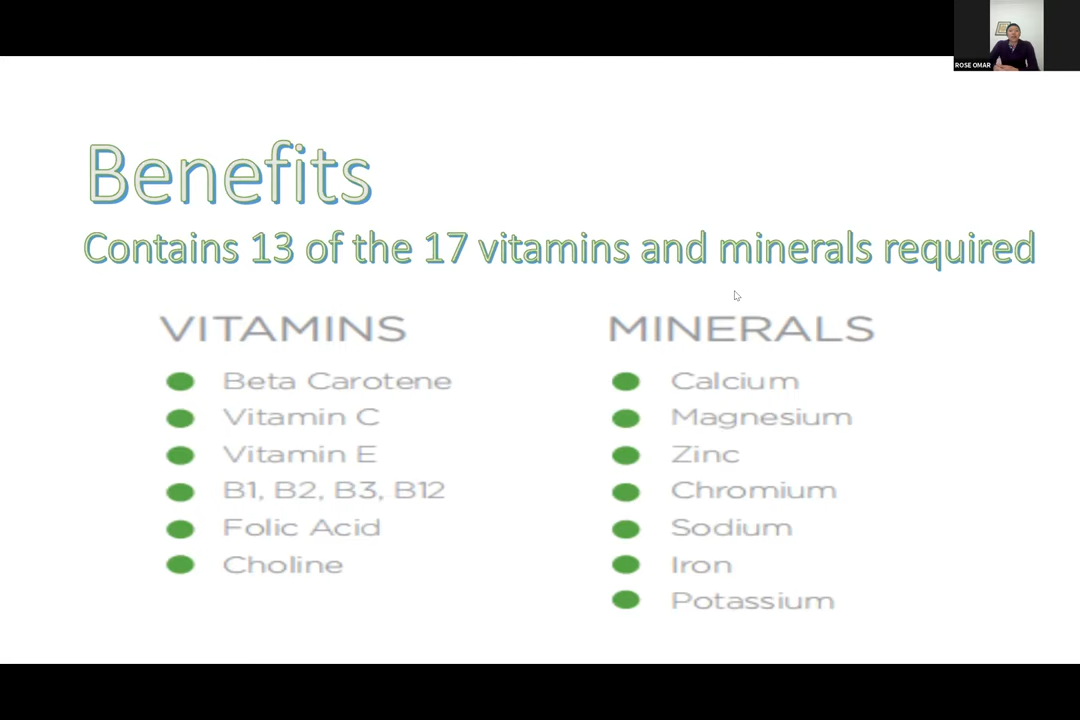 ROSE OMAR
Benefits
Contains 13 of the 17 vitamins and minerals required
VITAMINS
Beta Carotene
Vitamin C
Vitamin E
B1, B2, B3, B12
Folic Acid
Choline
MINERALS
Calcium
Magnesium
Zinc
Chromium
Sodium
Iron
Potassium